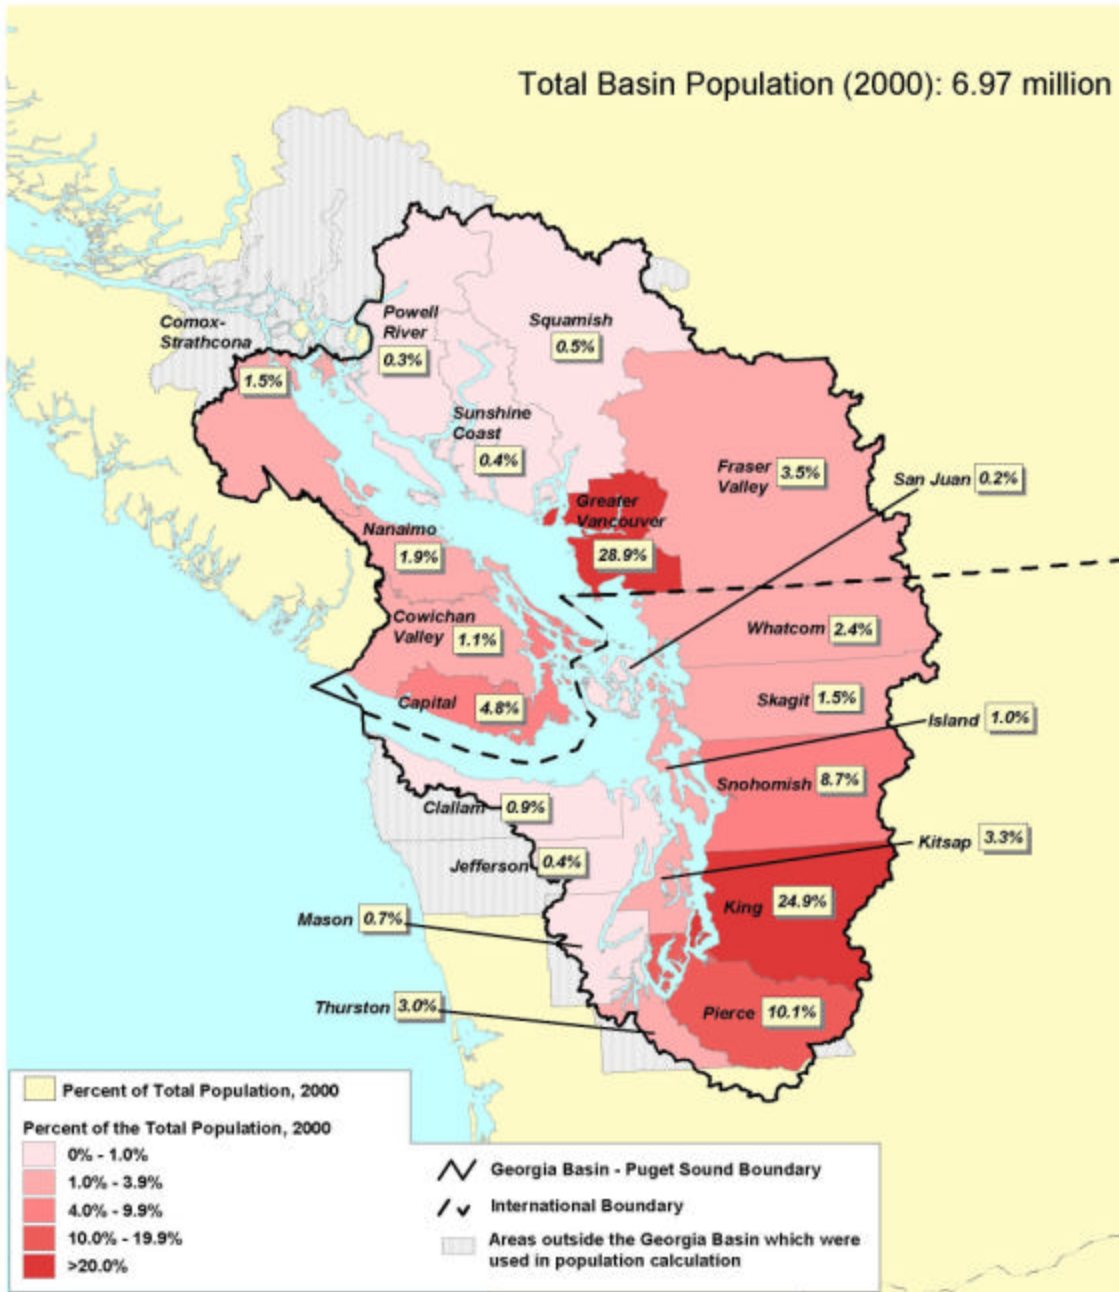 Total Basin Population (2000): 6.97 million
Comox-
Strathcona
1.5%
Powell
River
0.3%
Squamish
0.5%
Sunshine
Coast
0.4%
Fraser
Valley
3.5%
San Juan
0.2%
Greater
Vancouver
28.9%
Nanaimo
1.9%
Cowichan
Valley
1.1%
Whatcom
2.4%
Capital
4.8%
Skagit
1.5%
Island
1.0%
Snohomish
8.7%
Clallam
0.9%
Kitsap
3.3%
Jefferson
0.4%
King
24.9%
Mason
0.7%
Thurston
3.0%
Pierce
10.1%
Percent of Total Population, 2000
Percent of the Total Population, 2000
0% - 1.0%
1.0% - 3.9%
4.0% - 9.9%
10.0% - 19.9%
>20.0%
Georgia Basin - Puget Sound Boundary
International Boundary
Areas outside the Georgia Basin which were
used in population calculation